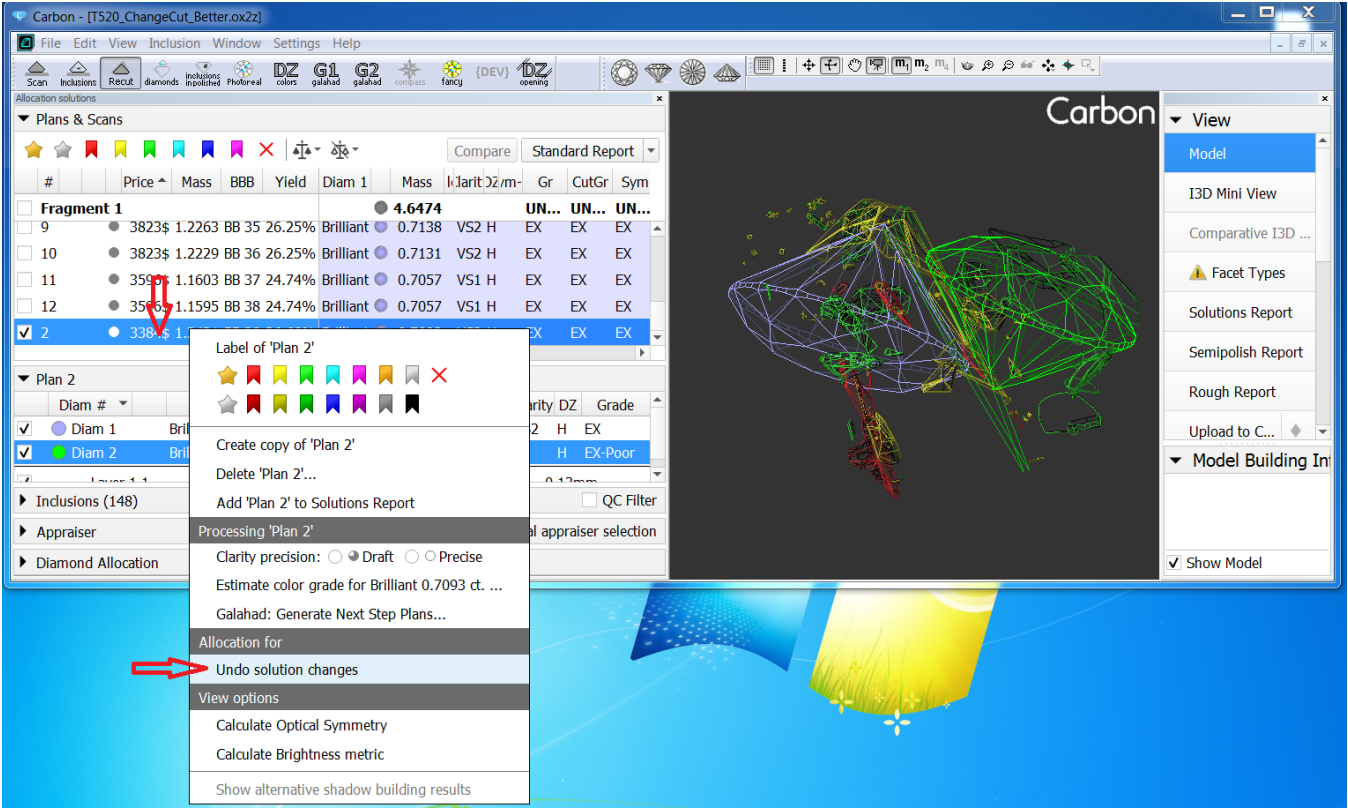 Carbon - [T520_ChangeCut_Better.ox2z]
File Edit View Inclusion Window Settings Help
Scan Inclusions Recut diamonds inclusions inpolished Photoreal DZ colors G1 galahad G2 galahad compass fancy {DEV} DZ opening m1 m2 m4
Allocation solutions
Plans & Scans
Compare Standard Report
# Price Mass BBB Yield Diam 1 Mass Clarit DZ ym- Gr CutGr Sym
Fragment 1 4.6474 UN... UN... UN...
9 3823$ 1.2263 BB 35 26.25% Brilliant 0.7138 VS2 H EX EX EX
10 3823$ 1.2229 BB 36 26.25% Brilliant 0.7131 VS2 H EX EX EX
11 3596$ 1.1603 BB 37 24.74% Brilliant 0.7057 VS1 H EX EX EX
12 $ 1.1595 BB 38 24.74% Brilliant 0.7057 VS1 H EX EX EX
2 EX EX EX
Plan 2
Diam # arity DZ Grade
Diam 1 Bril 2 H EX
Diam 2 Bril H EX-Poor
Inclusions (148) QC Filter
Appraiser al appraiser selection
Diamond Allocation
Label of 'Plan 2'
Create copy of 'Plan 2'
Delete 'Plan 2'...
Add 'Plan 2' to Solutions Report
Processing 'Plan 2'
Clarity precision: Draft Precise
Estimate color grade for Brilliant 0.7093 ct. ...
Galahad: Generate Next Step Plans...
Allocation for
Undo solution changes
View options
Calculate Optical Symmetry
Calculate Brightness metric
Show alternative shadow building results
Carbon
View
Model
I3D Mini View
Comparative I3D ...
Facet Types
Solutions Report
Semipolish Report
Rough Report
Upload to C...
Model Building Inf
Show Model